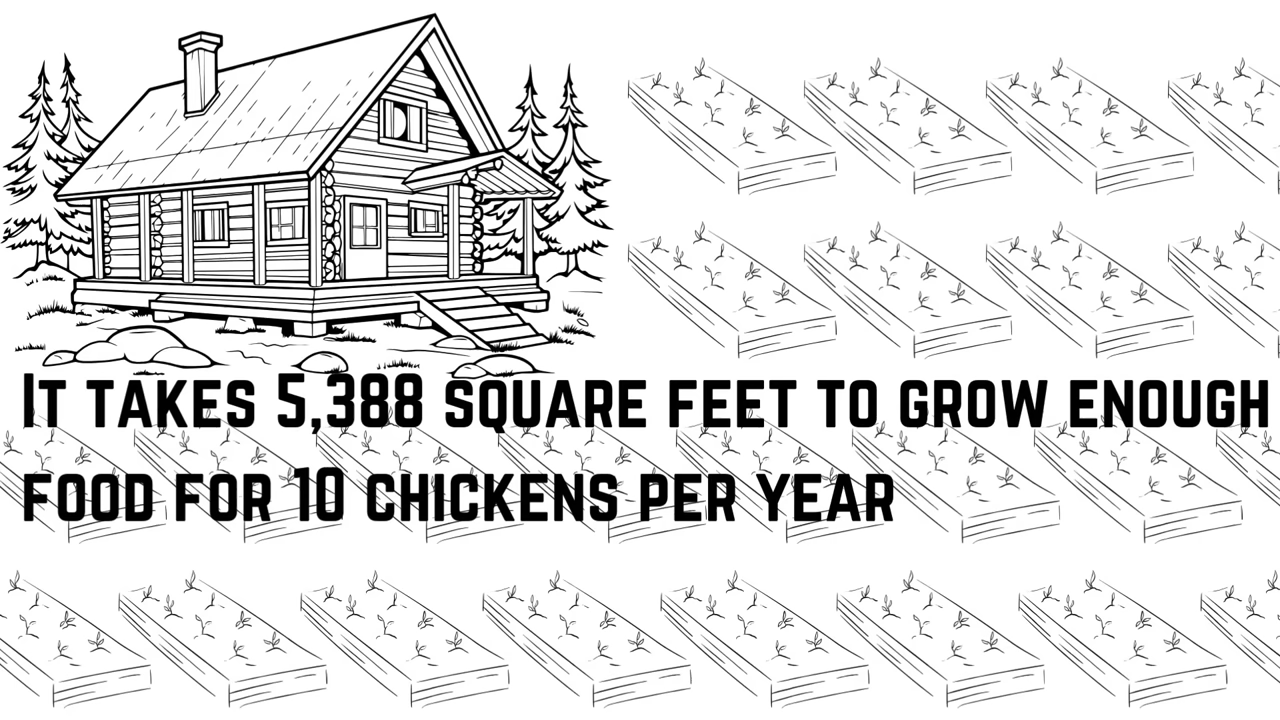 It takes 5,388 square feet to grow enough
food for 10 chickens per year